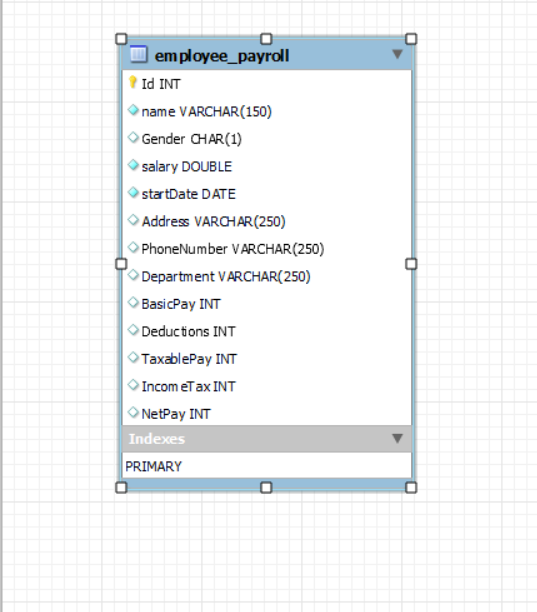 employee_payroll
Id INT
name VARCHAR(150)
Gender CHAR(1)
salary DOUBLE
startDate DATE
Address VARCHAR(250)
PhoneNumber VARCHAR(250)
Department VARCHAR(250)
BasicPay INT
Deductions INT
TaxablePay INT
IncomeTax INT
NetPay INT
Indexes
PRIMARY